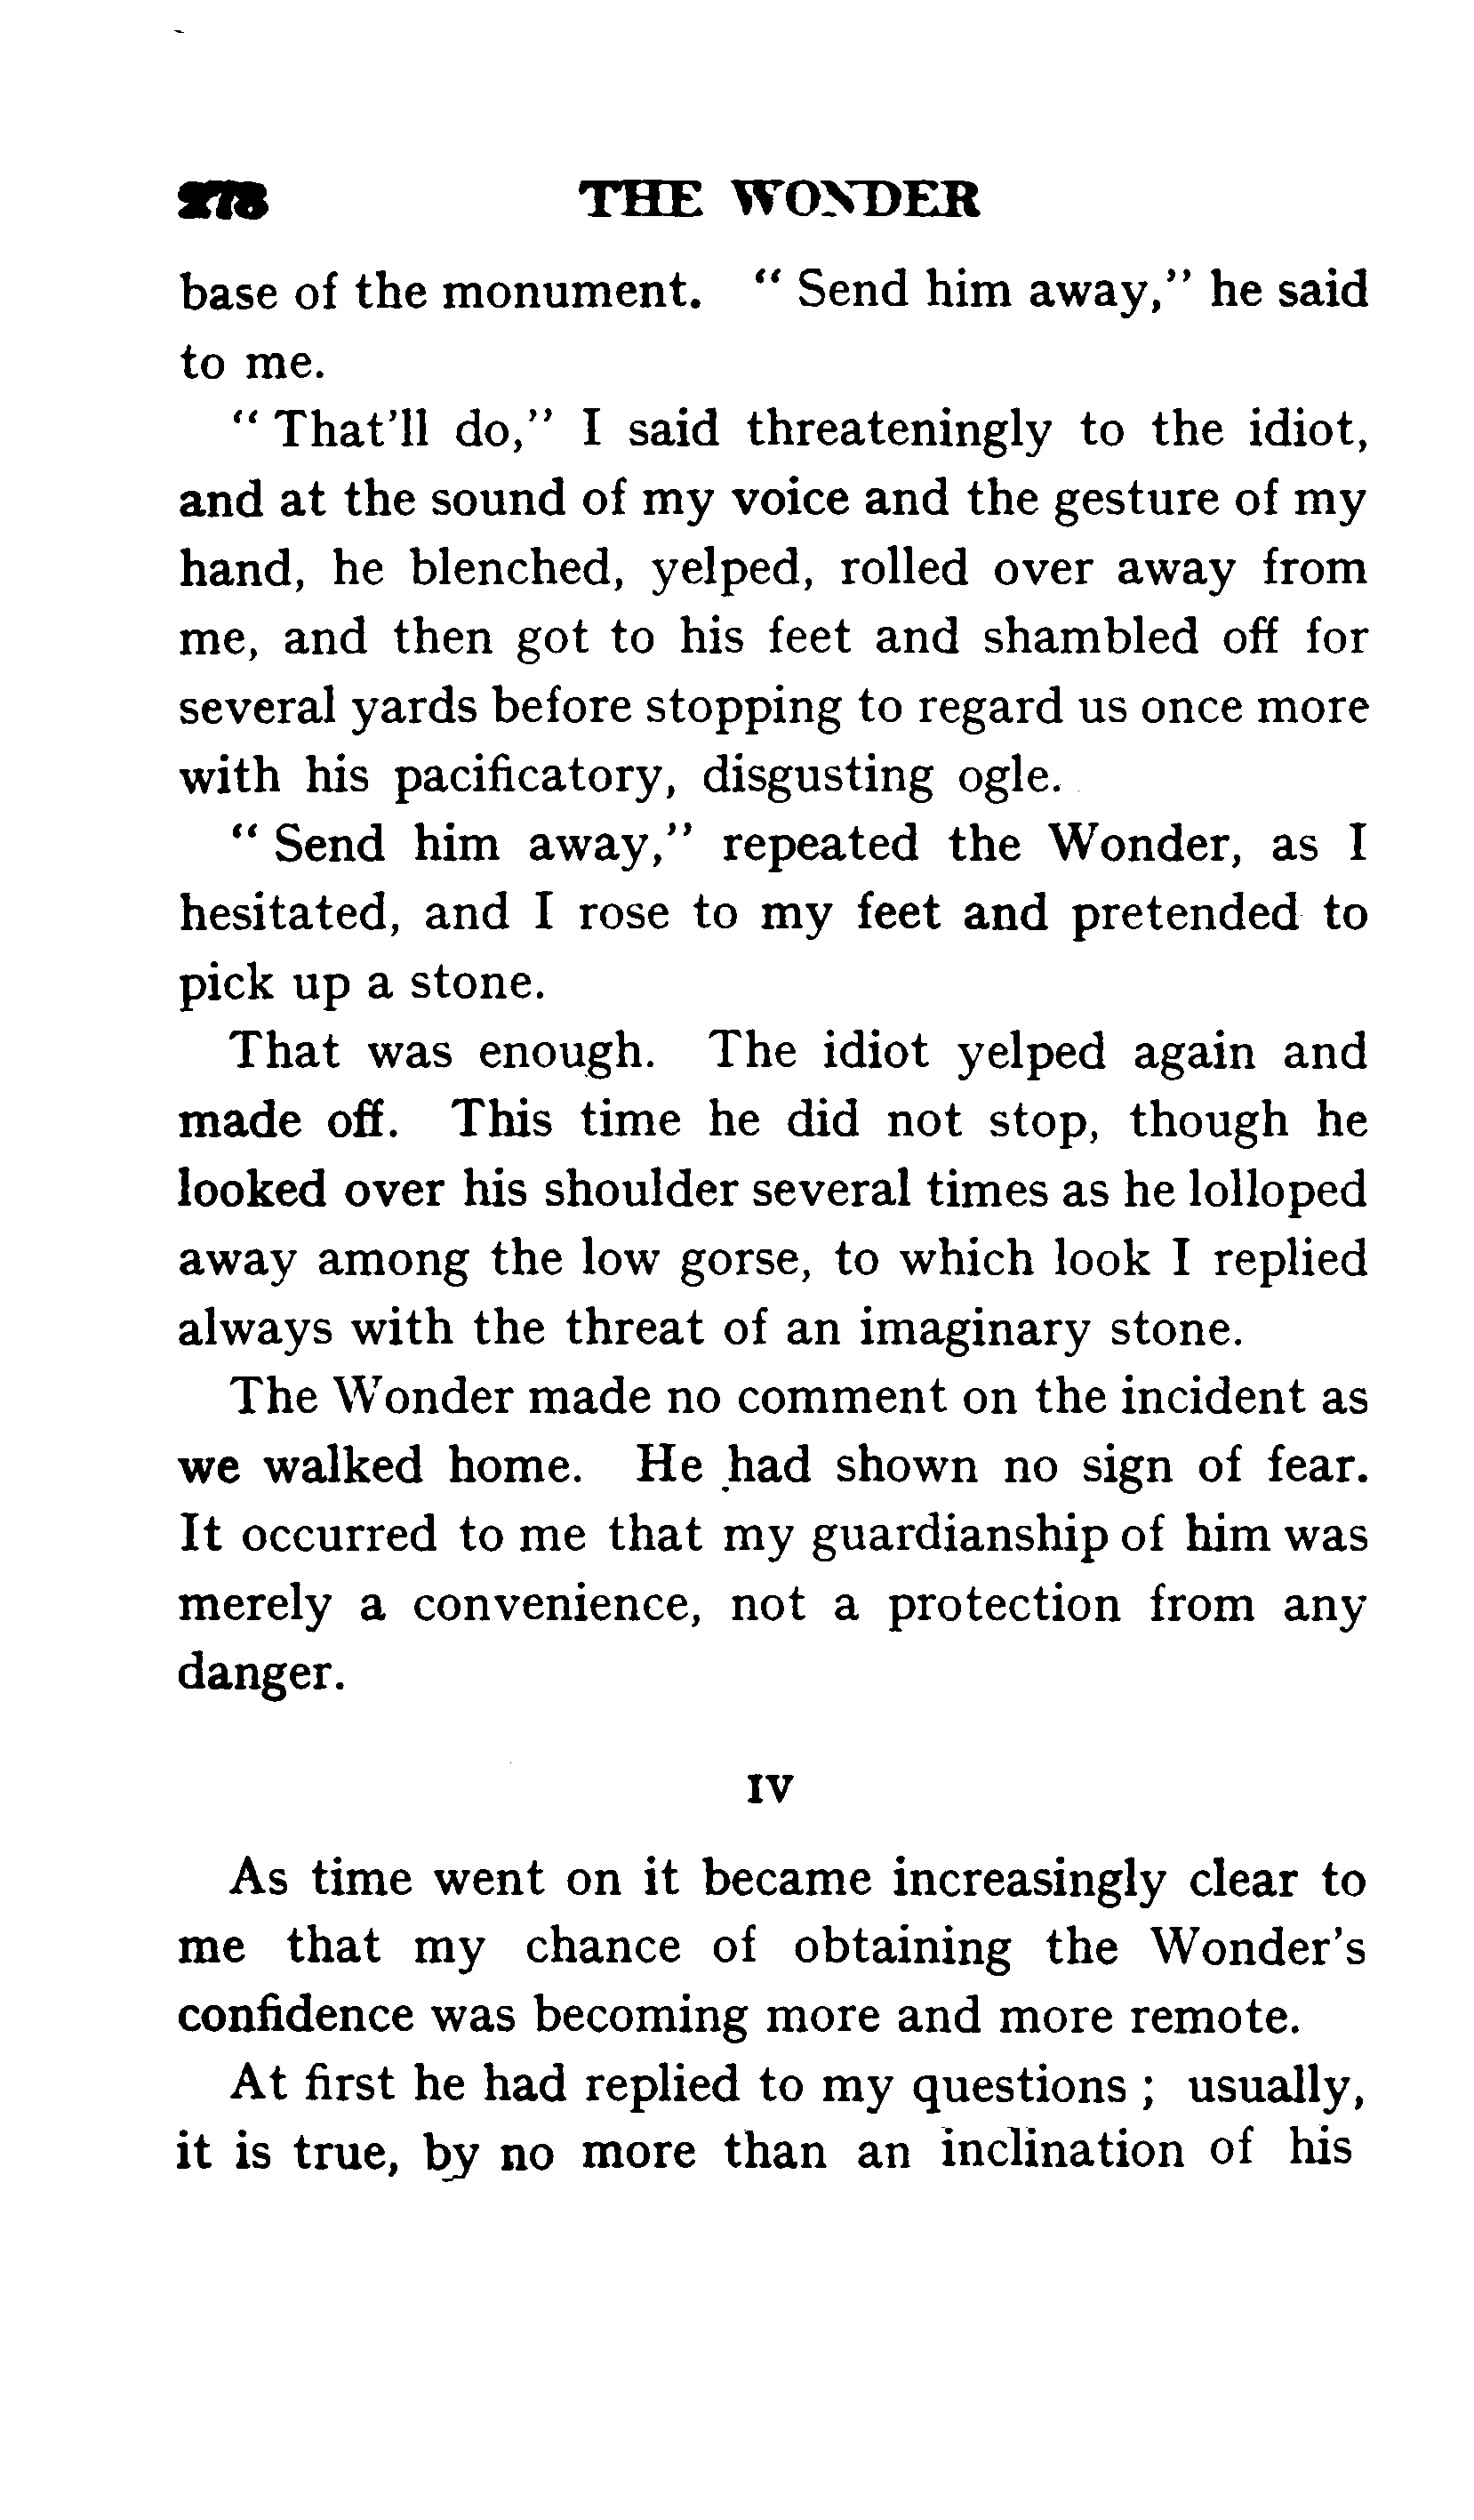 278 THE WONDER
base of the monument. " Send him away," he said
to me.
" That'll do," I said threateningly to the idiot,
and at the sound of my voice and the gesture of my
hand, he blenched, yelped, rolled over away from
me, and then got to his feet and shambled off for
several yards before stopping to regard us once more
with his pacificatory, disgusting ogle.
" Send him away," repeated the Wonder, as I
hesitated, and I rose to my feet and pretended to
pick up a stone.
That was enough. The idiot yelped again and
made off. This time he did not stop, though he
looked over his shoulder several times as he lolloped
away among the low gorse, to which look I replied
always with the threat of an imaginary stone.
The Wonder made no comment on the incident as
we walked home. He had shown no sign of fear.
It occurred to me that my guardianship of him was
merely a convenience, not a protection from any
danger.
IV
As time went on it became increasingly clear to
me that my chance of obtaining the Wonder's
confidence was becoming more and more remote.
At first he had replied to my questions ; usually,
it is true, by no more than an inclination of his